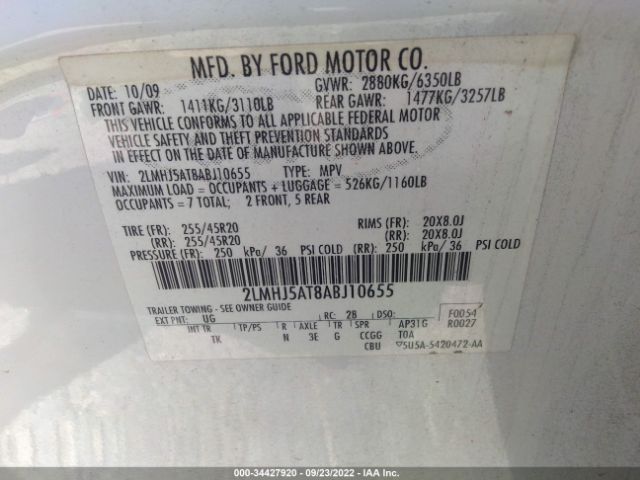 MFD. BY FORD MOTOR CO.
DATE: 10/09 GVWR: 2880KG/6350LB
FRONT GAWR: 1411KG/3110LB REAR GAWR: 1477KG/3257LB
THIS VEHICLE CONFORMS TO ALL APPLICABLE FEDERAL MOTOR
VEHICLE SAFETY AND THEFT PREVENTION STANDARDS
IN EFFECT ON THE DATE OF MANUFACTURE SHOWN ABOVE.
VIN: 2LMHJ5AT8ABJ10655 TYPE: MPV
MAXIMUM LOAD = OCCUPANTS + LUGGAGE = 526KG/1160LB
OCCUPANTS = 7 TOTAL: 2 FRONT, 5 REAR
TIRE (FR): 255/45R20 RIMS (FR): 20X8.0J
(RR): 255/45R20 (RR): 20X8.0J
PRESSURE (FR): 250 kPa/ 36 PSI COLD (RR): 250 kPa/ 36 PSI COLD
2LMHJ5AT8ABJ10655
TRAILER TOWING - SEE OWNER GUIDE
EXT PNT: UG RC: 28 DSO: F0054
INT TR TP/PS R AXLE TR SPR AP31G R0027
TK N 3E G CCGG T0A
CBU 5U5A-5420472-AA
000-34427920 - 09/23/2022 - IAA Inc.